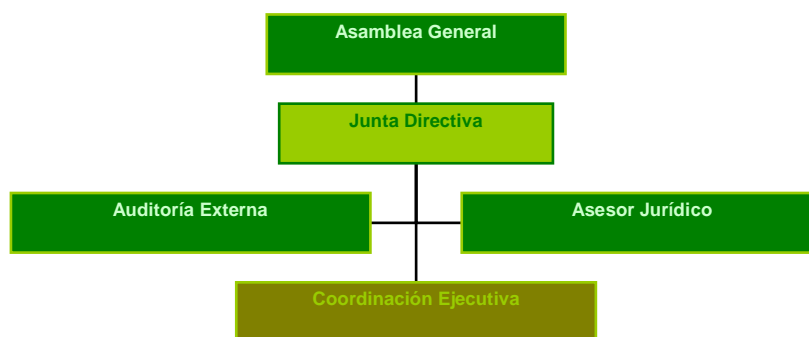 Asamblea General
Junta Directiva
Auditoría Externa
Asesor Jurídico
Coordinación Ejecutiva